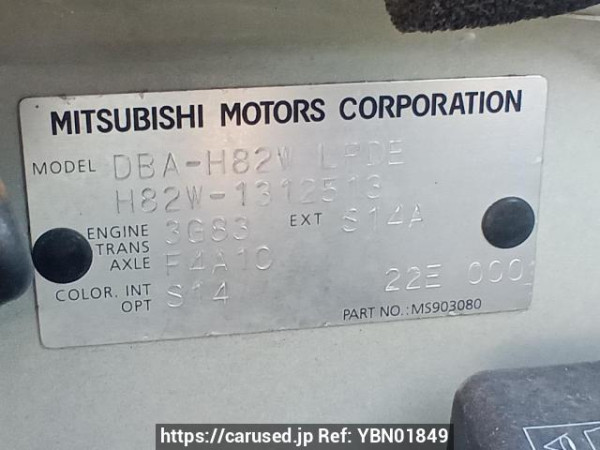 MITSUBISHI MOTORS CORPORATION
MODEL DBA-H82W LPDE
H82W-1312513
ENGINE 3G83 EXT S14A
TRANS
AXLE F4A10
COLOR. INT S14 22E 000
OPT
PART NO.: MS903080
https://carused.jp Ref: YBN01849